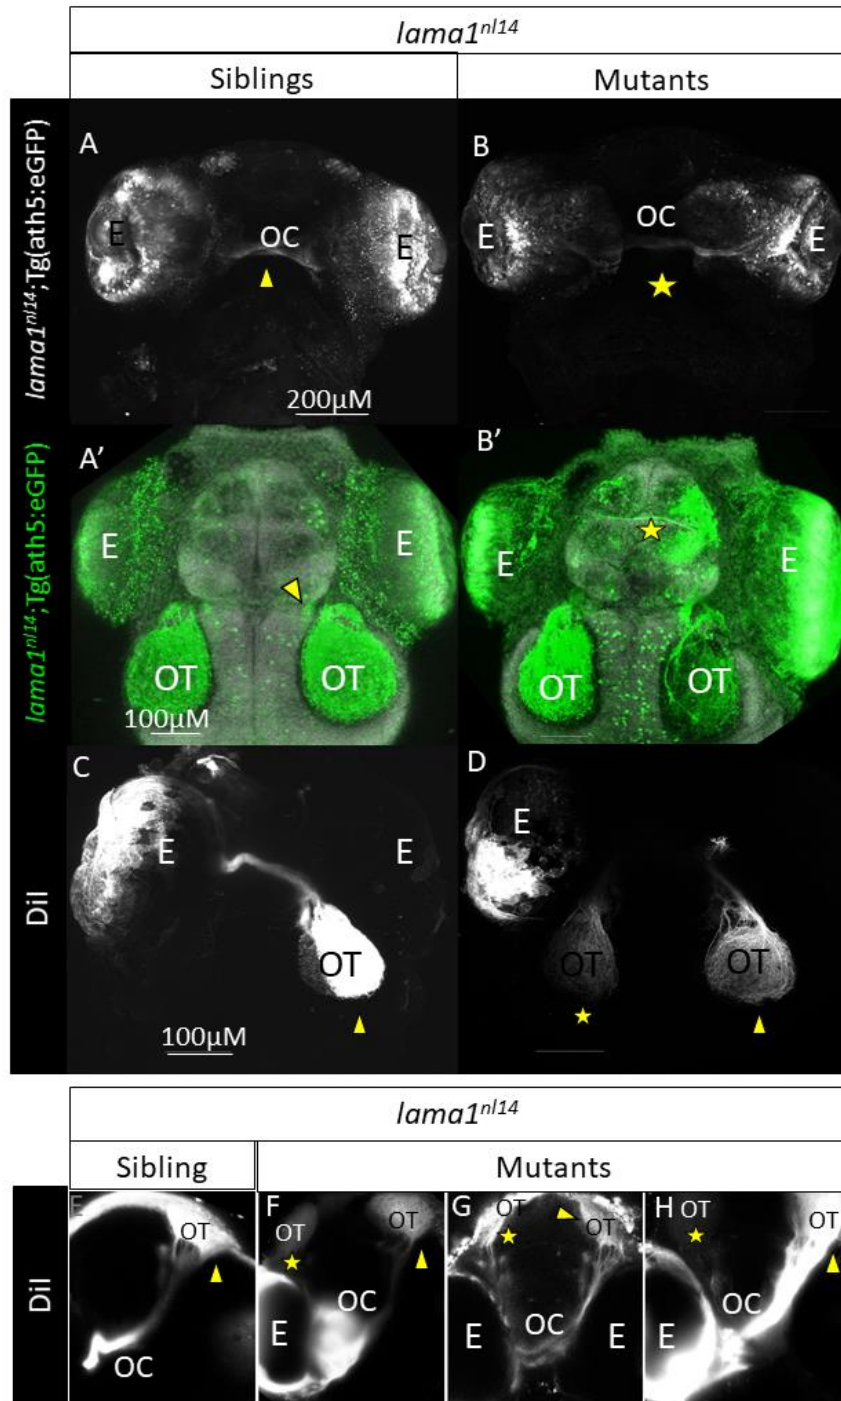 lama1nl14
Siblings Mutants
lama1nl14;Tg(ath5:eGFP)
A
E OC E
200µM
B
E OC E
lama1nl14;Tg(ath5:eGFP)
A’
E E
OT OT
100µM
B’
E E
OT OT
DiI
C
E E
OT
100µM
D
E
OT OT
lama1nl14
Sibling Mutants
DiI
E
OT
OC
F
OT OT
OC
E
G
OT OT
OC
E E
H
OT OT
OC
E